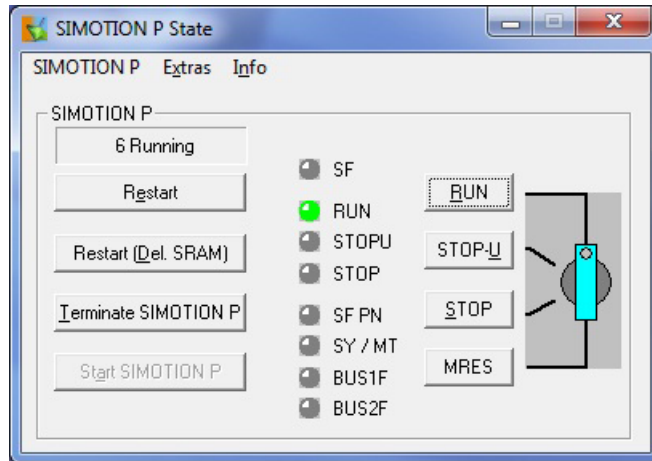 SIMOTION P State
SIMOTION P Extras Info
SIMOTION P
6 Running
Restart
Restart (Del. SRAM)
Terminate SIMOTION P
Start SIMOTION P
SF
RUN
STOPU
STOP
SF PN
SY / MT
BUS1F
BUS2F
RUN
STOP-U
STOP
MRES